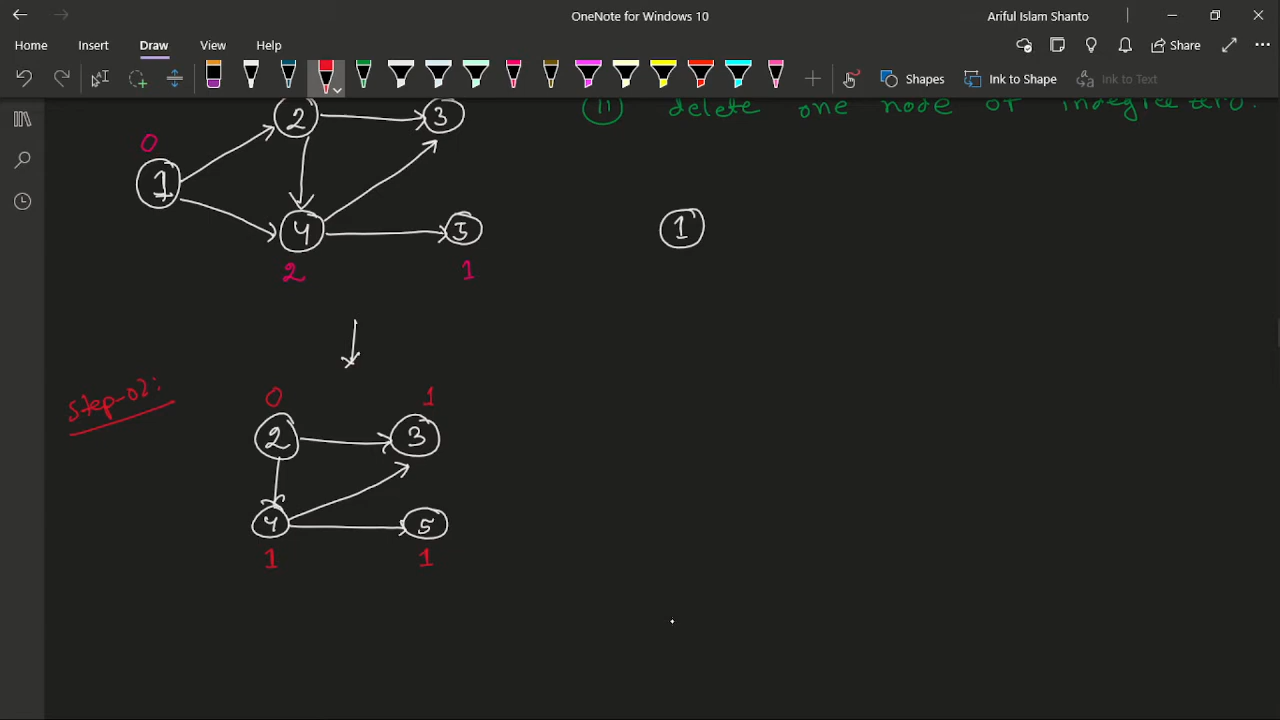 OneNote for Windows 10
Ariful Islam Shanto
Home Insert Draw View Help
Share
Shapes
Ink to Shape
Ink to Text
(ii) delete one node of indegree zero.
2 3
0
1
4 5
2 1
1
Step-02:
0 1
2 3
4 5
1 1